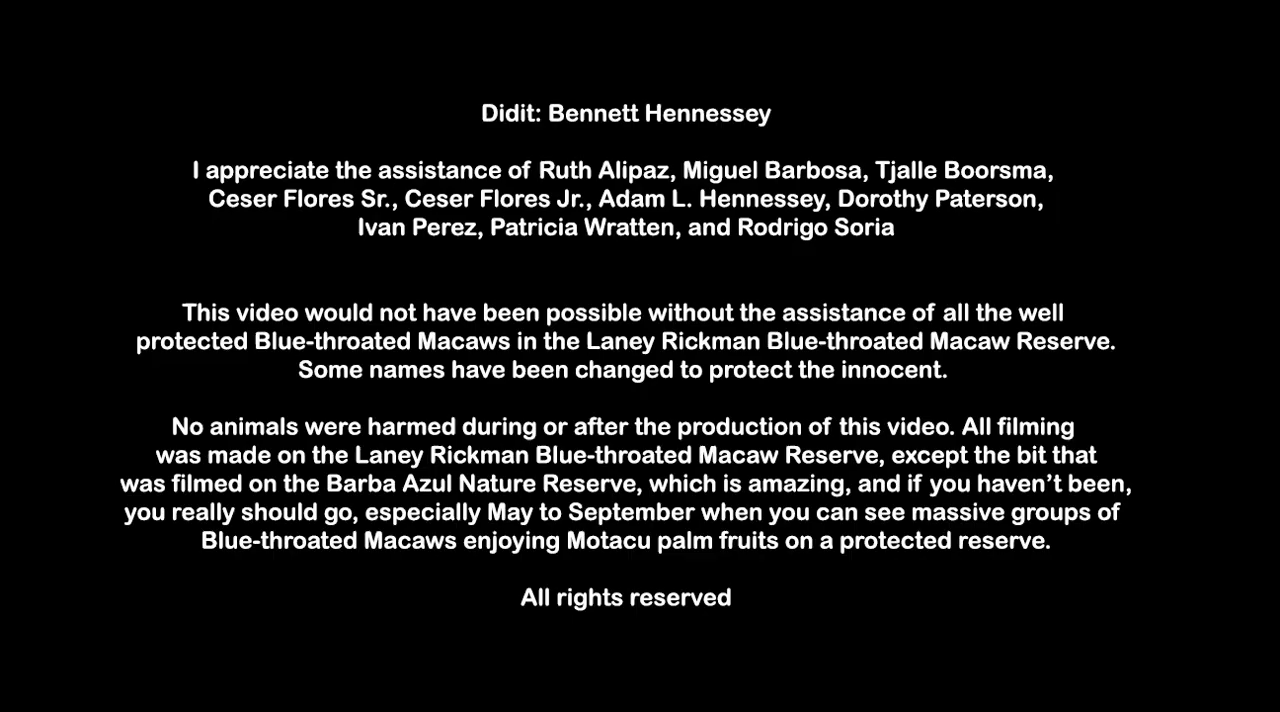 Didit: Bennett Hennessey
I appreciate the assistance of Ruth Alipaz, Miguel Barbosa, Tjalle Boorsma,
Ceser Flores Sr., Ceser Flores Jr., Adam L. Hennessey, Dorothy Paterson,
Ivan Perez, Patricia Wratten, and Rodrigo Soria
This video would not have been possible without the assistance of all the well
protected Blue-throated Macaws in the Laney Rickman Blue-throated Macaw Reserve.
Some names have been changed to protect the innocent.
No animals were harmed during or after the production of this video. All filming
was made on the Laney Rickman Blue-throated Macaw Reserve, except the bit that
was filmed on the Barba Azul Nature Reserve, which is amazing, and if you haven’t been,
you really should go, especially May to September when you can see massive groups of
Blue-throated Macaws enjoying Motacu palm fruits on a protected reserve.
All rights reserved